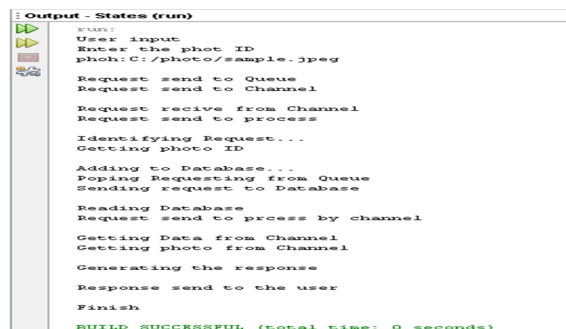 Output - States (run)
run:
User input
Enter the phot ID
phoh:C:/photo/sample.jpeg
Request send to Queue
Request send to Channel
Request recive from Channel
Request send to process
Identifying Request...
Getting photo ID
Adding to Database...
Poping Requesting from Queue
Sending request to Database
Reading Database
Request send to prcess by channel
Getting Data from Channel
Getting photo from Channel
Generating the response
Response send to the user
Finish
BUILD SUCCESSFUL (total time: 0 seconds)